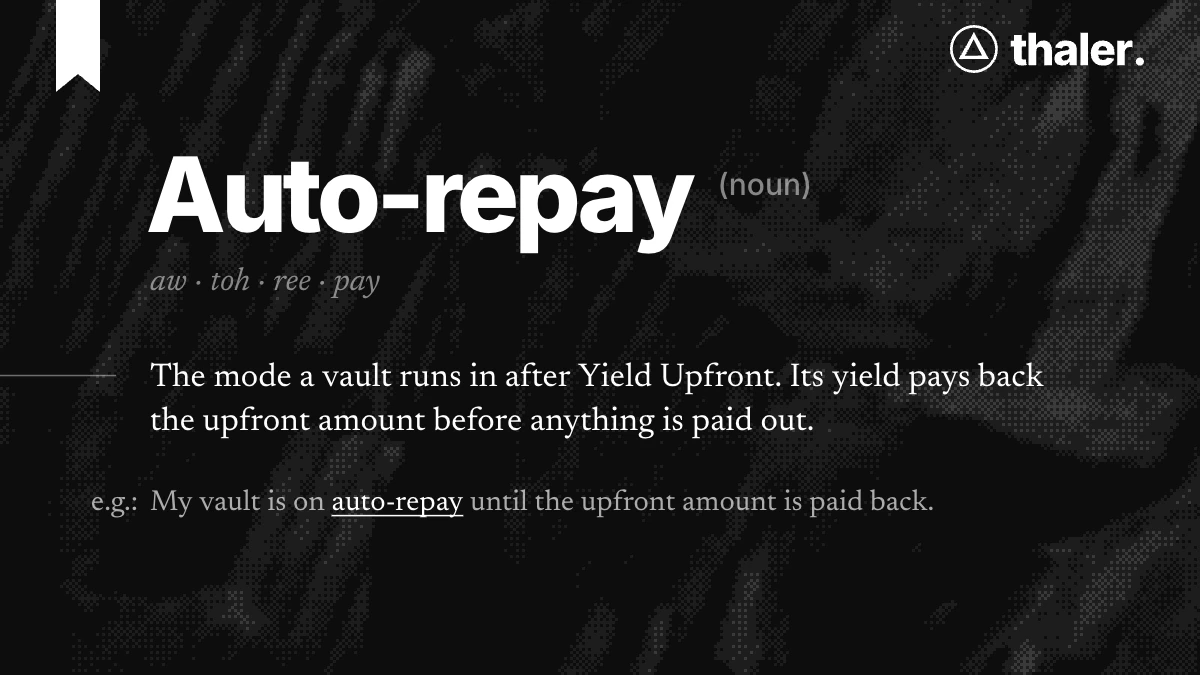 thaler.
Auto-repay (noun)
aw · toh · ree · pay
The mode a vault runs in after Yield Upfront. Its yield pays back
the upfront amount before anything is paid out.
e.g.: My vault is on auto-repay until the upfront amount is paid back.